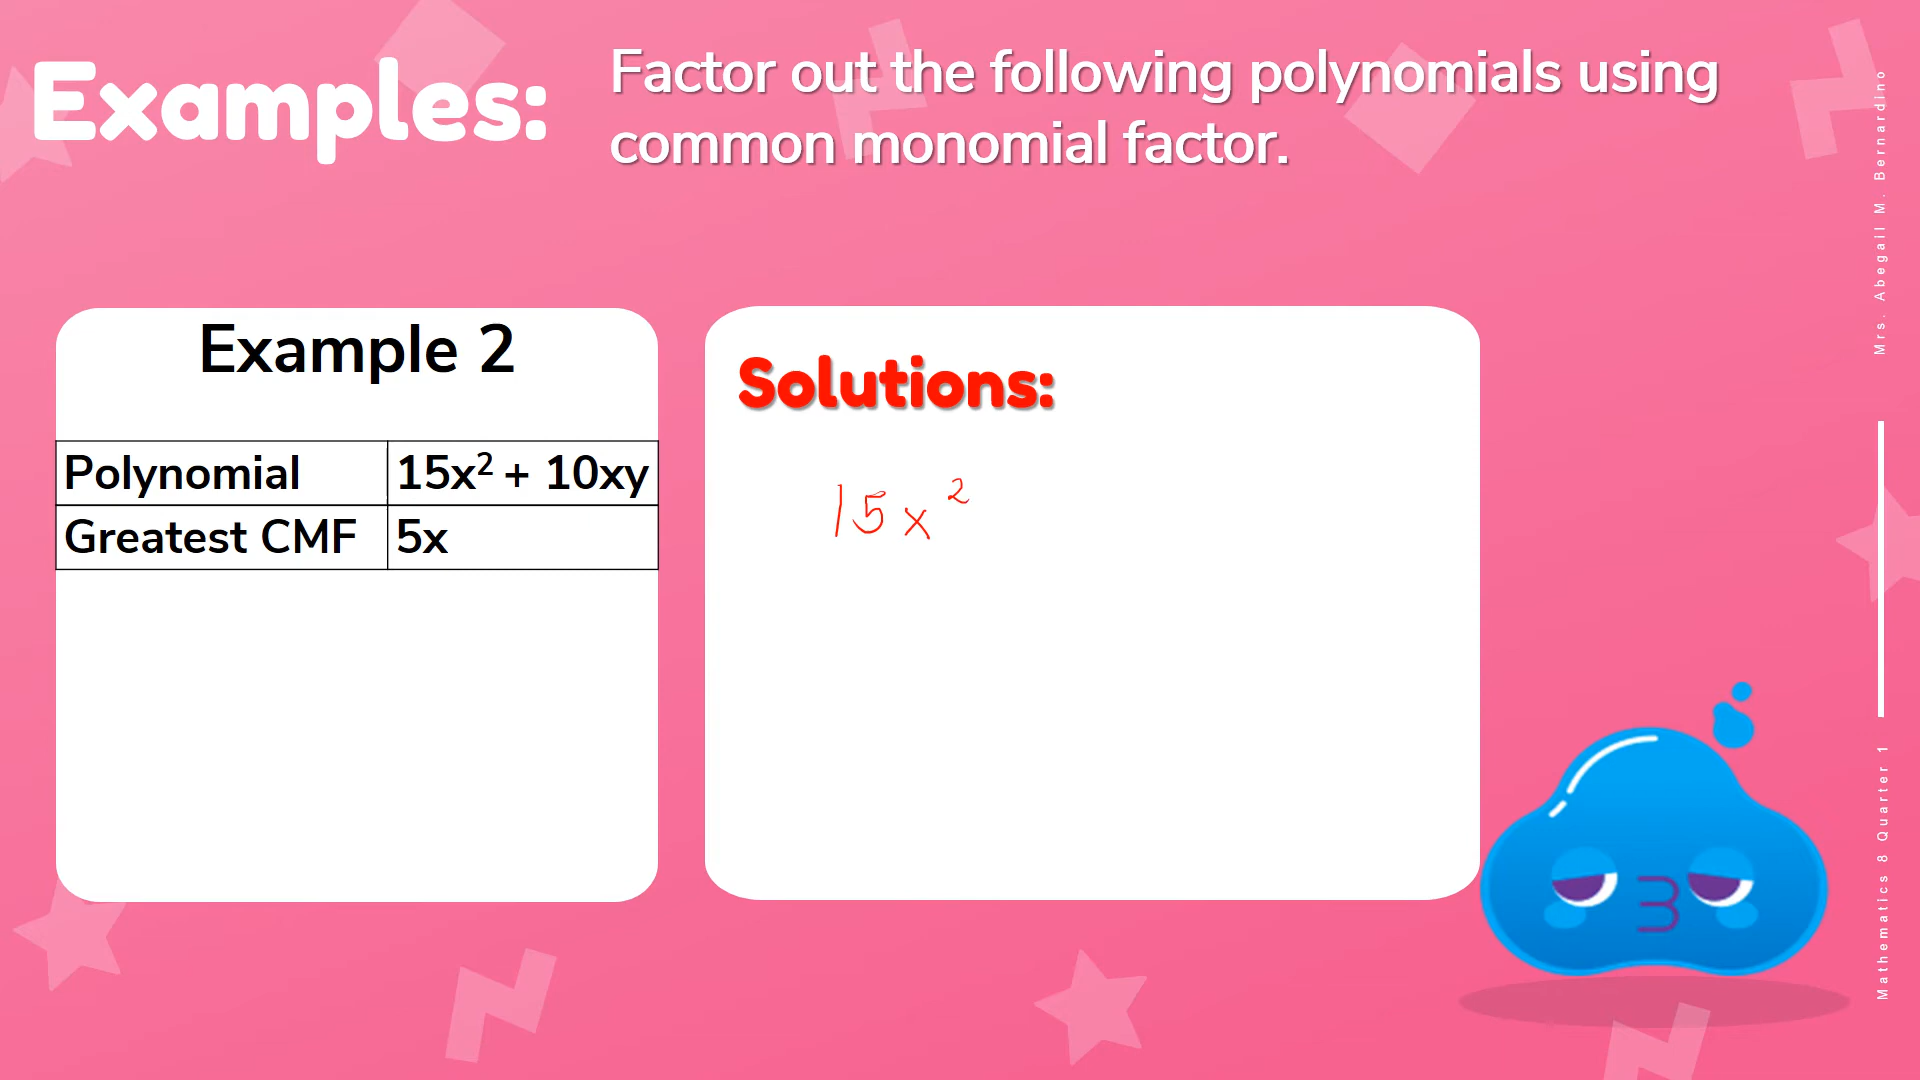 Examples:
Factor out the following polynomials using
common monomial factor.
Example 2
Polynomial 15x² + 10xy
Greatest CMF 5x
Solutions:
15x²
Mrs. Abegail M. Bernardino
Mathematics 8 Quarter 1